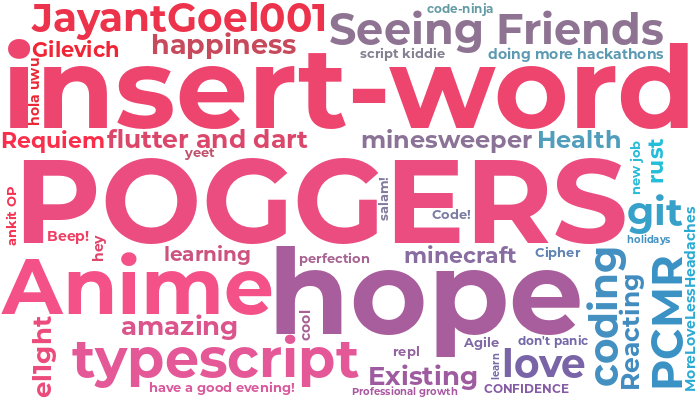 JayantGoel001
code-ninja
Seeing Friends
Gilevich
happiness
script kiddie
doing more hackathons
hola uwu
insert-word
Requiem
flutter and dart
minesweeper
Health
yeet
new job
rust
POGGERS
ankit OP
salam!
Code!
git
Beep!
hey
holidays
learning
perfection
minecraft
Cipher
MoreLoveLessHeadaches
Anime
hope
coding
PCMR
Reacting
amazing
cool
el1ght
typescript
repl
Agile
don't panic
learn
love
Existing
have a good evening!
Professional growth
CONFIDENCE